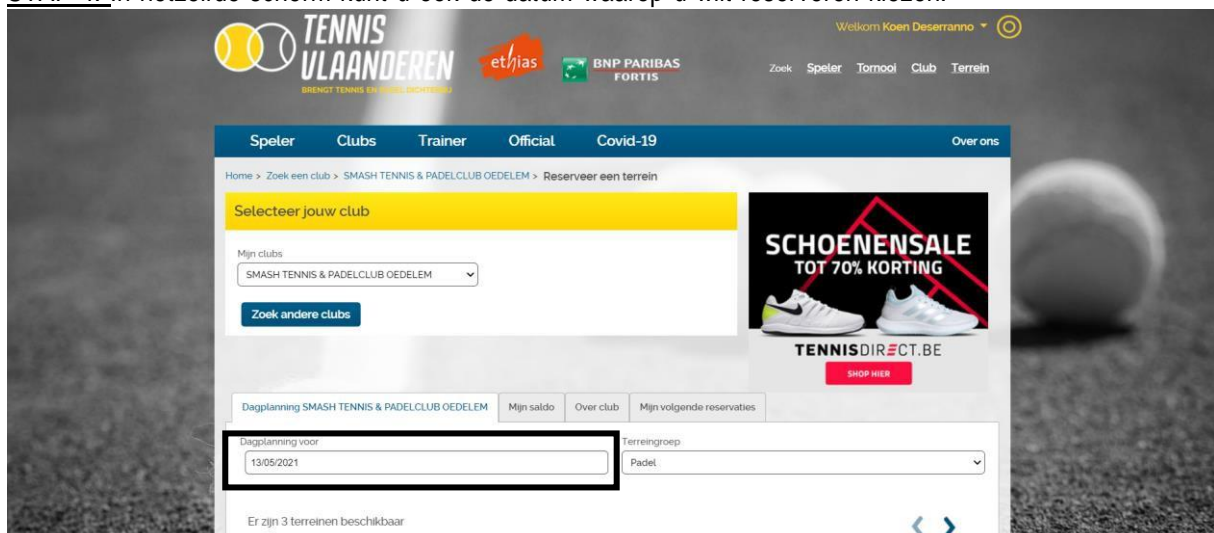 STAP 4: In hetzelfde scherm kunt u ook de datum waarop u wilt reserveren kiezen.
Welkom Koen Deserranno
TENNIS
VLAANDEREN
BRENGT TENNIS EN PADEL DICHTERBIJ
ethias
BNP PARIBAS
FORTIS
Zoek Speler Tornooi Club Terrein
Speler Clubs Trainer Official Covid-19 Over ons
Home > Zoek een club > SMASH TENNIS & PADELCLUB OEDELEM > Reserveer een terrein
Selecteer jouw club
Mijn clubs
SMASH TENNIS & PADELCLUB OEDELEM
Zoek andere clubs
SCHOENENSALE
TOT 70% KORTING
TENNISDIRECT.BE
SHOP HIER
Dagplanning SMASH TENNIS & PADELCLUB OEDELEM Mijn saldo Over club Mijn volgende reservaties
Dagplanning voor
13/05/2021
Terreingroep
Padel
Er zijn 3 terreinen beschikbaar